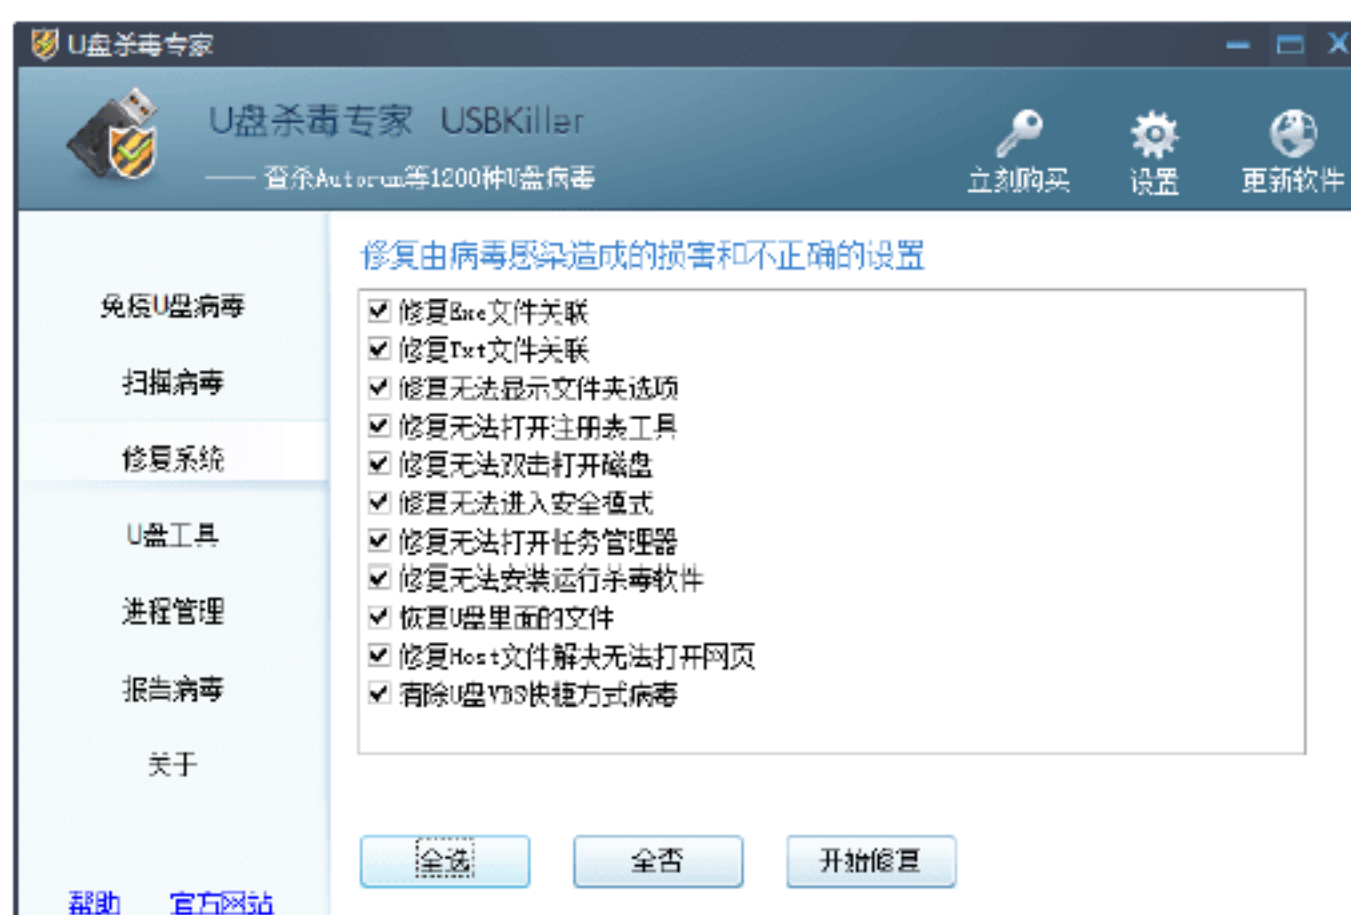 U盘杀毒专家
U盘杀毒专家 USBKiller
—— 查杀Autorun等1200种U盘病毒
立刻购买 设置 更新软件
修复由病毒感染造成的损害和不正确的设置
免疫U盘病毒
扫描病毒
修复系统
U盘工具
进程管理
报告病毒
关于
修复Exe文件关联
修复Txt文件关联
修复无法显示文件夹选项
修复无法打开注册表工具
修复无法双击打开磁盘
修复无法进入安全模式
修复无法打开任务管理器
修复无法安装运行杀毒软件
恢复U盘里面的文件
修复Host文件解决无法打开网页
清除U盘VBS快捷方式病毒
全选 全否 开始修复
帮助 官方网站